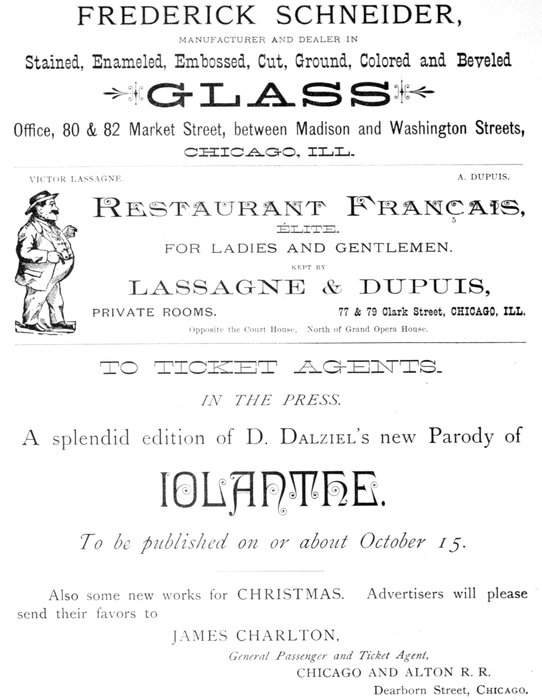 FREDERICK SCHNEIDER,
MANUFACTURER AND DEALER IN
Stained, Enameled, Embossed, Cut, Ground, Colored and Beveled
GLASS
Office, 80 & 82 Market Street, between Madison and Washington Streets,
CHICAGO, ILL.
VICTOR LASSAGNE. A. DUPUIS.
RESTAURANT FRANÇAIS,
ÉLITE.
FOR LADIES AND GENTLEMEN.
KEPT BY
LASSAGNE & DUPUIS,
PRIVATE ROOMS. 77 & 79 Clark Street, CHICAGO, ILL.
Opposite the Court House, North of Grand Opera House.
TO TICKET AGENTS.
IN THE PRESS.
A splendid edition of D. DALZIEL'S new Parody of
IOLANTHE.
To be published on or about October 15.
Also some new works for CHRISTMAS. Advertisers will please
send their favors to
JAMES CHARLTON,
General Passenger and Ticket Agent,
CHICAGO AND ALTON R. R.
Dearborn Street, CHICAGO.